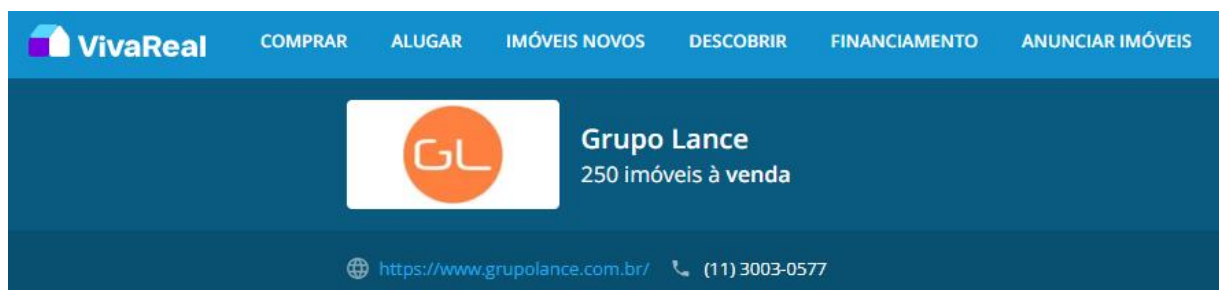 VivaReal COMPRAR ALUGAR IMÓVEIS NOVOS DESCOBRIR FINANCIAMENTO ANUNCIAR IMÓVEIS
GL
Grupo Lance
250 imóveis à venda
https://www.grupolance.com.br/ (11) 3003-0577